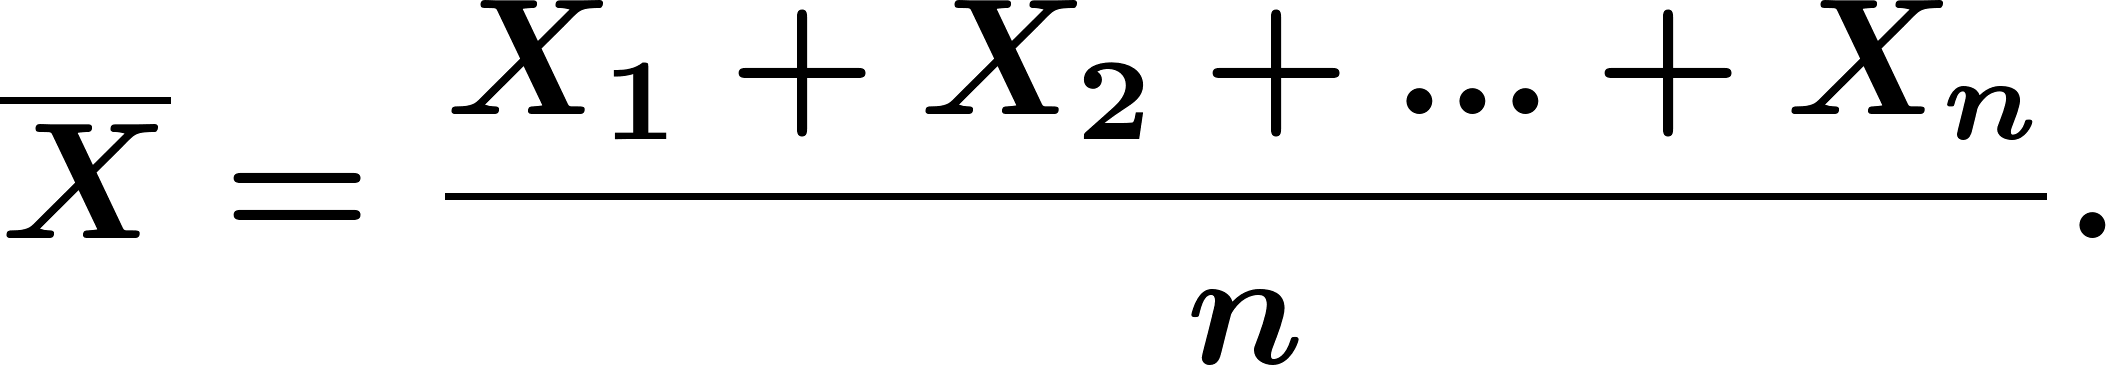 X̅ = (X₁ + X₂ + ... + Xₙ) / n .